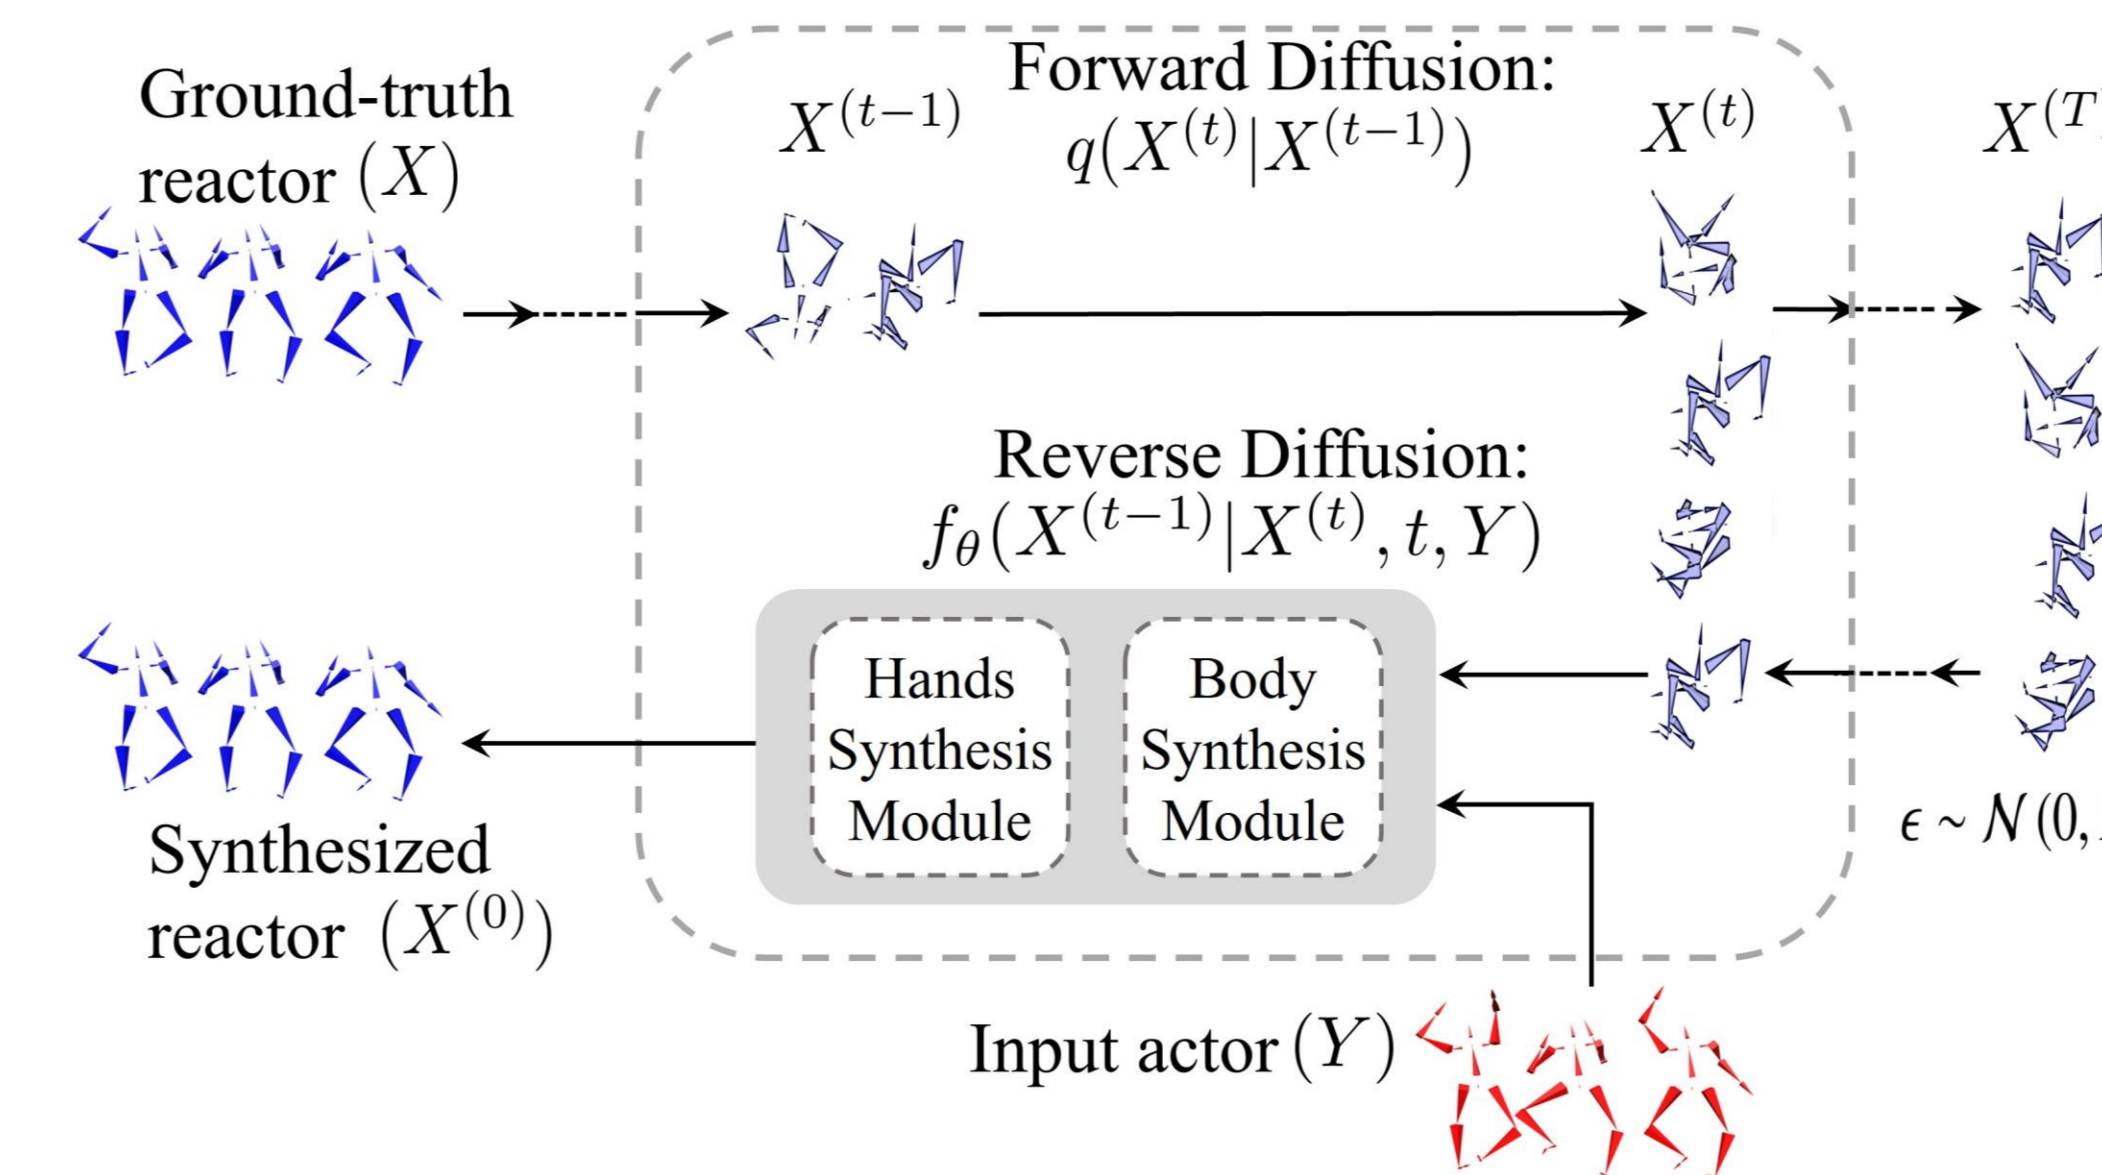 Ground-truth
reactor (X)
X^{(t−1)}
Forward Diffusion:
q(X^{(t)}|X^{(t−1)})
X^{(t)}
X^{(T
Reverse Diffusion:
f_θ(X^{(t−1)}|X^{(t)}, t, Y)
Hands
Synthesis
Module
Body
Synthesis
Module
Synthesized
reactor (X^{(0)})
ϵ ~ N(0,
Input actor (Y)